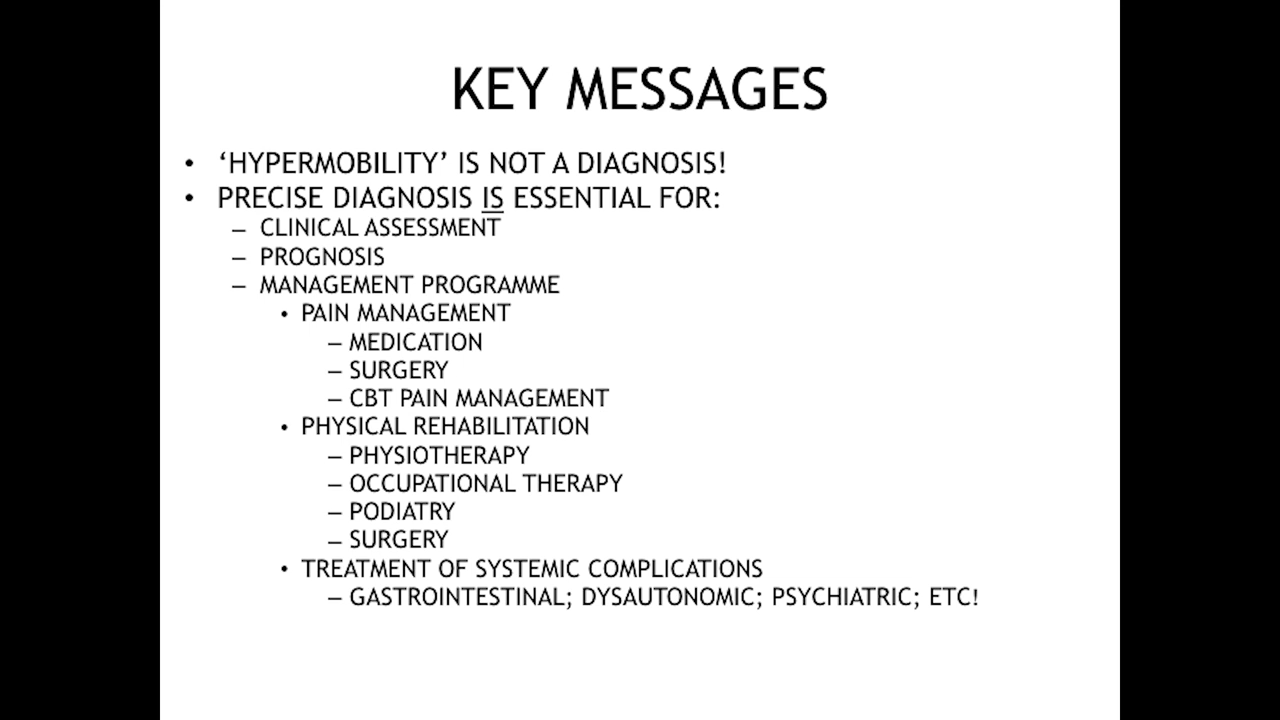 KEY MESSAGES
• ‘HYPERMOBILITY’ IS NOT A DIAGNOSIS!
• PRECISE DIAGNOSIS IS ESSENTIAL FOR:
– CLINICAL ASSESSMENT
– PROGNOSIS
– MANAGEMENT PROGRAMME
• PAIN MANAGEMENT
– MEDICATION
– SURGERY
– CBT PAIN MANAGEMENT
• PHYSICAL REHABILITATION
– PHYSIOTHERAPY
– OCCUPATIONAL THERAPY
– PODIATRY
– SURGERY
• TREATMENT OF SYSTEMIC COMPLICATIONS
– GASTROINTESTINAL; DYSAUTONOMIC; PSYCHIATRIC; ETC!